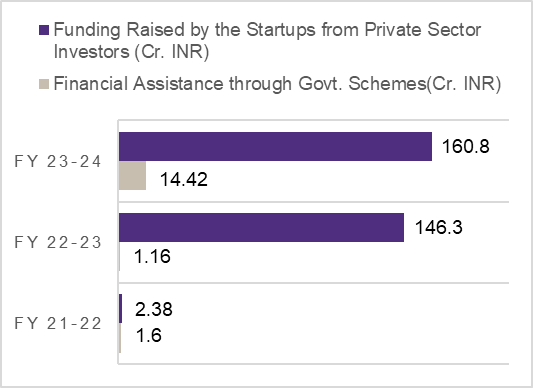 Funding Raised by the Startups from Private Sector
Investors (Cr. INR)
Financial Assistance through Govt. Schemes(Cr. INR)
FY 23-24
160.8
14.42
FY 22-23
146.3
1.16
FY 21-22
2.38
1.6